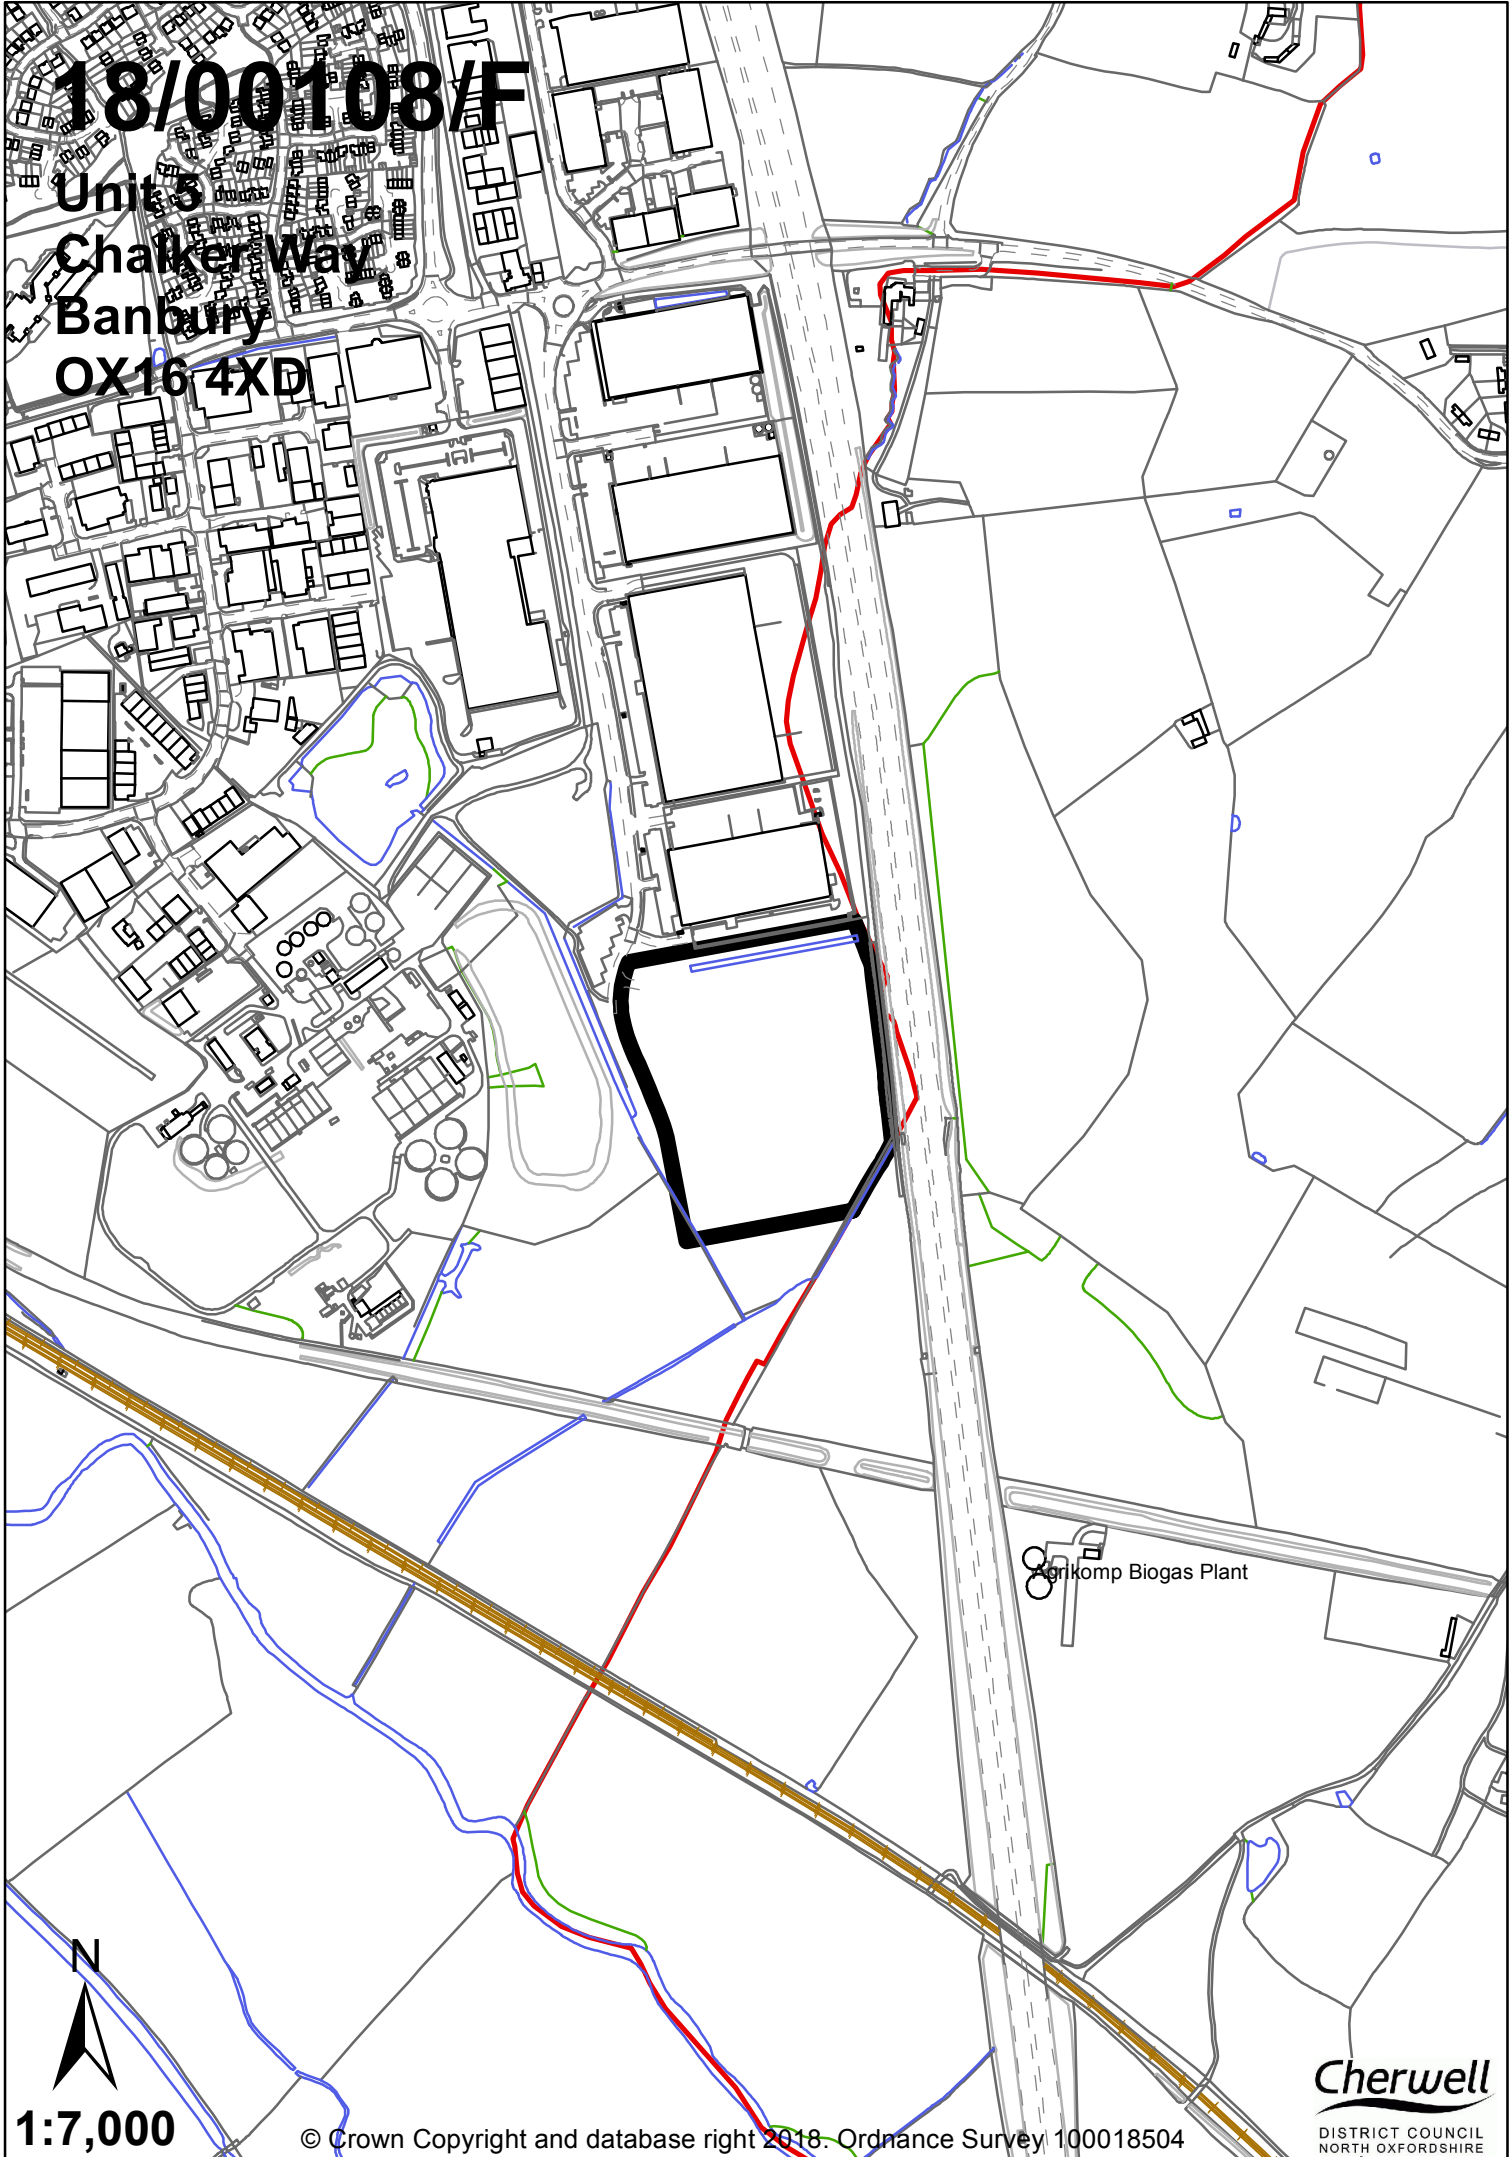 18/00108/F
Unit 5
Chalker Way
Banbury
OX16 4XD
Agrikomp Biogas Plant
N
1:7,000
© Crown Copyright and database right 2018. Ordnance Survey 100018504
Cherwell
DISTRICT COUNCIL
NORTH OXFORDSHIRE